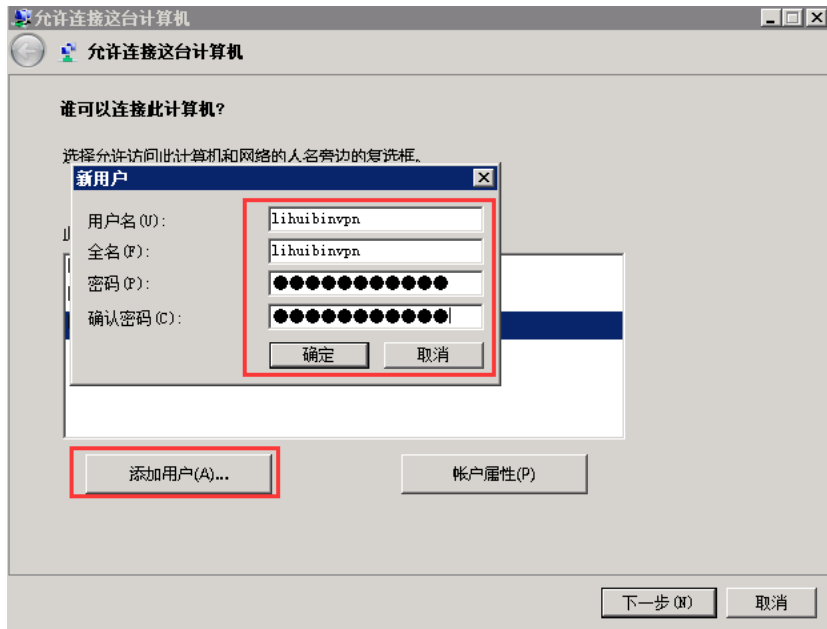 允许连接这台计算机
允许连接这台计算机
谁可以连接此计算机?
选择允许访问此计算机和网络的人名旁边的复选框。
新用户
用户名(U):
lihuibinvpn
全名(F):
lihuibinvpn
密码(P):
●●●●●●●●●●●
确认密码(C):
●●●●●●●●●●●
确定 取消
添加用户(A)... 帐户属性(P)
下一步(N) 取消